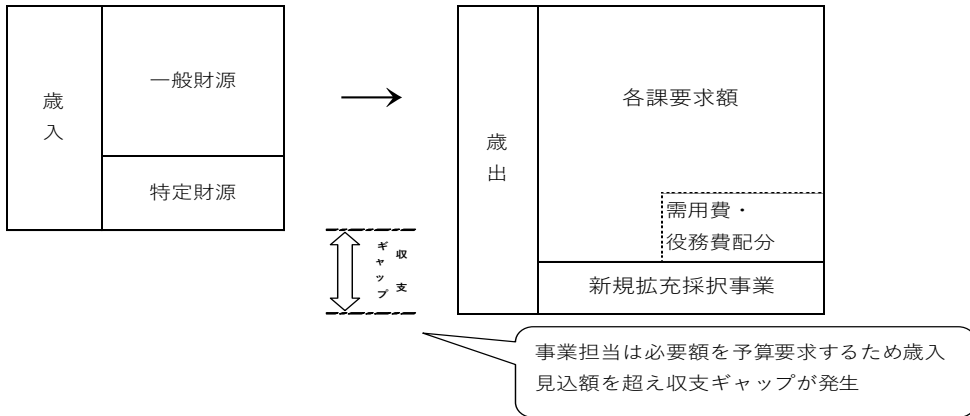 歳入
一般財源
特定財源
歳出
各課要求額
需用費・
役務費配分
新規拡充採択事業
収支
ギャップ
事業担当は必要額を予算要求するため歳入
見込額を超え収支ギャップが発生